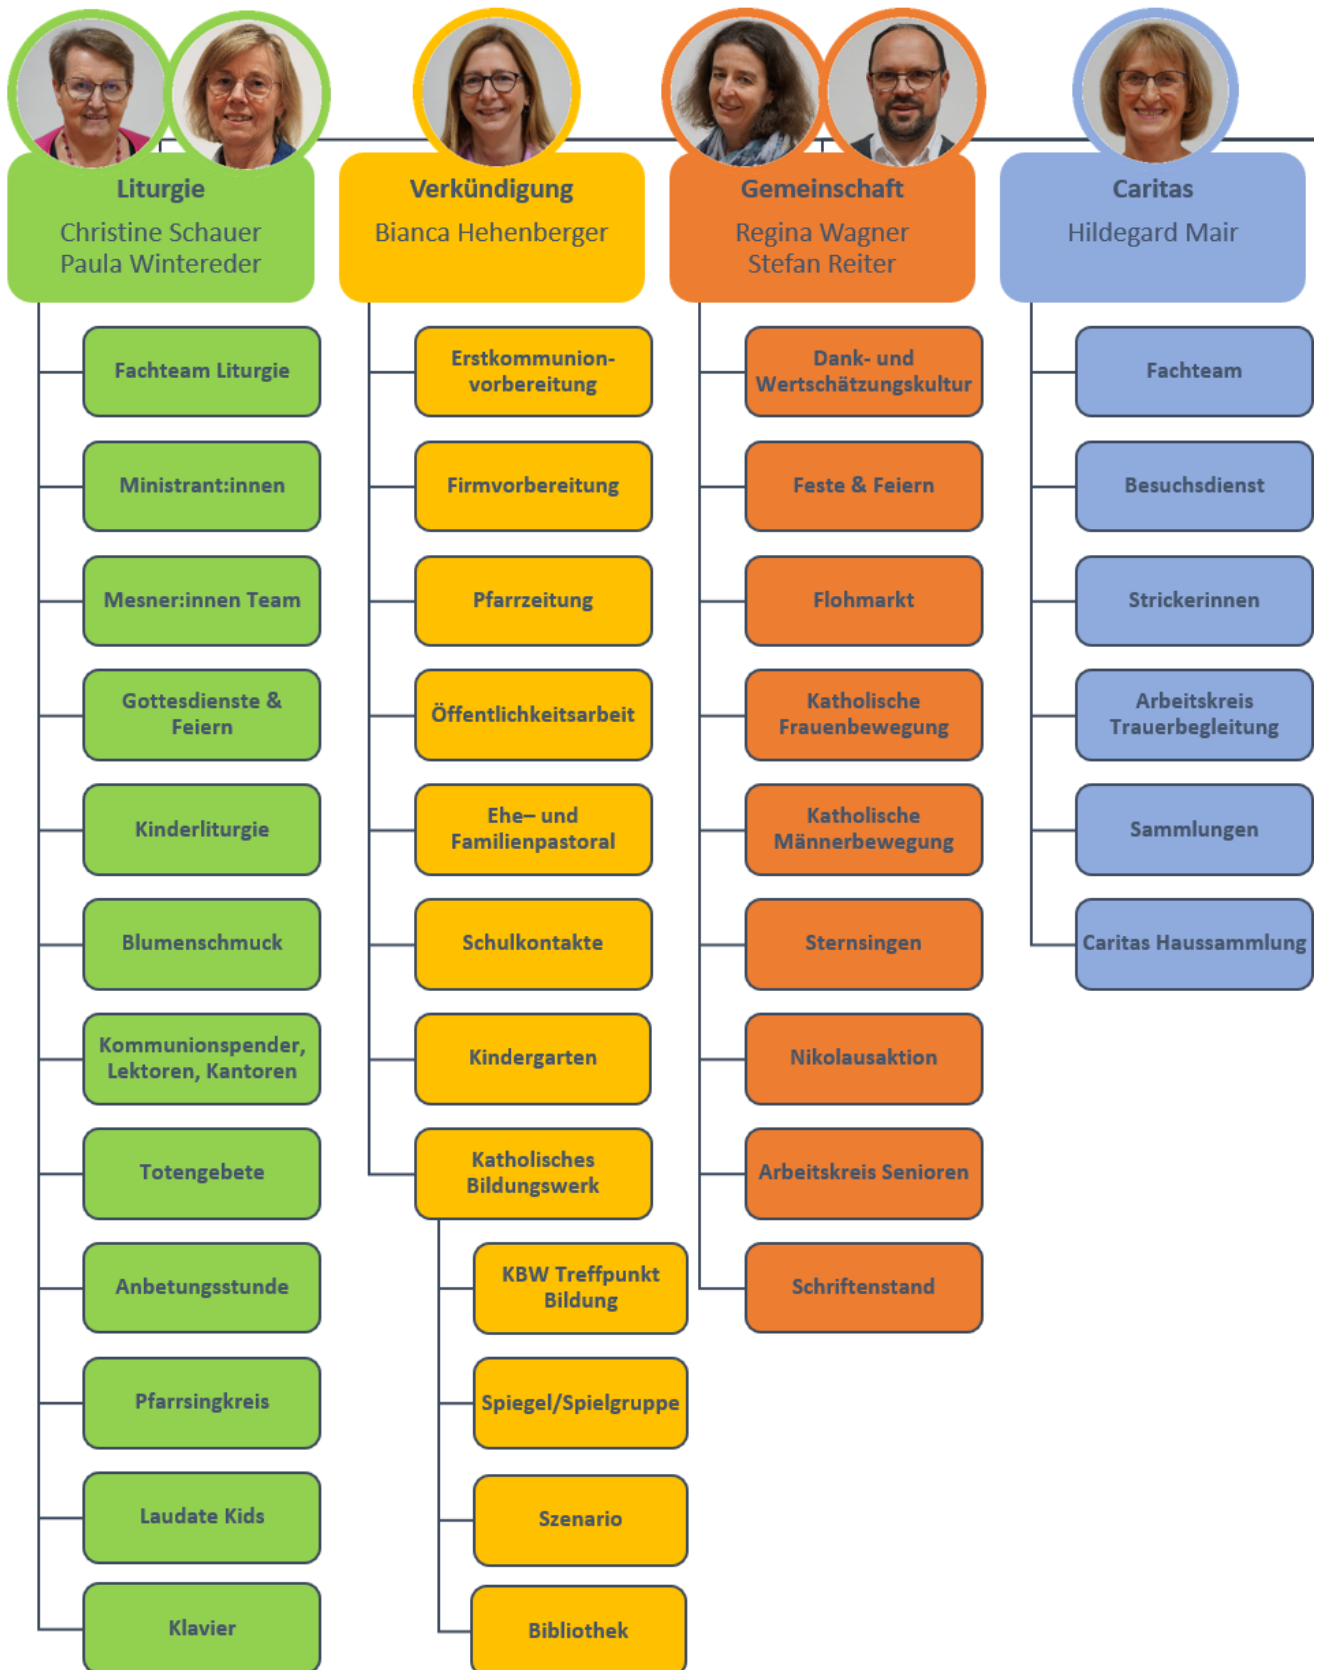 Liturgie
Christine Schauer
Paula Wintereder
Fachteam Liturgie
Ministrant:innen
Mesner:innen Team
Gottesdienste &
Feiern
Kinderliturgie
Blumenschmuck
Kommunionspender,
Lektoren, Kantoren
Totengebete
Anbetungsstunde
Pfarrsingkreis
Laudate Kids
Klavier
Verkündigung
Bianca Hehenberger
Erstkommunion-
vorbereitung
Firmvorbereitung
Pfarrzeitung
Öffentlichkeitsarbeit
Ehe– und
Familienpastoral
Schulkontakte
Kindergarten
Katholisches
Bildungswerk
KBW Treffpunkt
Bildung
Spiegel/Spielgruppe
Szenario
Bibliothek
Gemeinschaft
Regina Wagner
Stefan Reiter
Dank- und
Wertschätzungskultur
Feste & Feiern
Flohmarkt
Katholische
Frauenbewegung
Katholische
Männerbewegung
Sternsingen
Nikolausaktion
Arbeitskreis Senioren
Schriftenstand
Caritas
Hildegard Mair
Fachteam
Besuchsdienst
Strickerinnen
Arbeitskreis
Trauerbegleitung
Sammlungen
Caritas Haussammlung